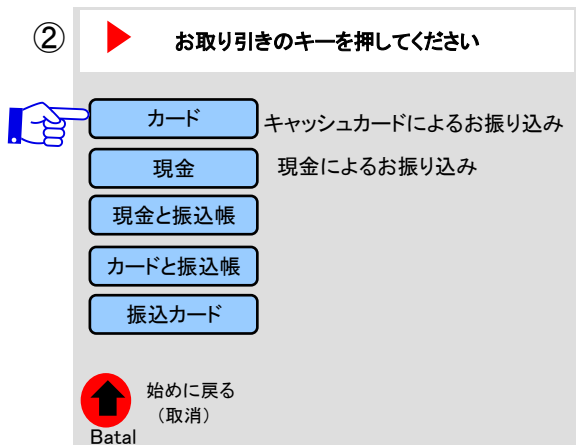 ②
お取り引きのキーを押してください
カード
キャッシュカードによるお振り込み
現金
現金によるお振り込み
現金と振込帳
カードと振込帳
振込カード
始めに戻る
（取消）
Batal